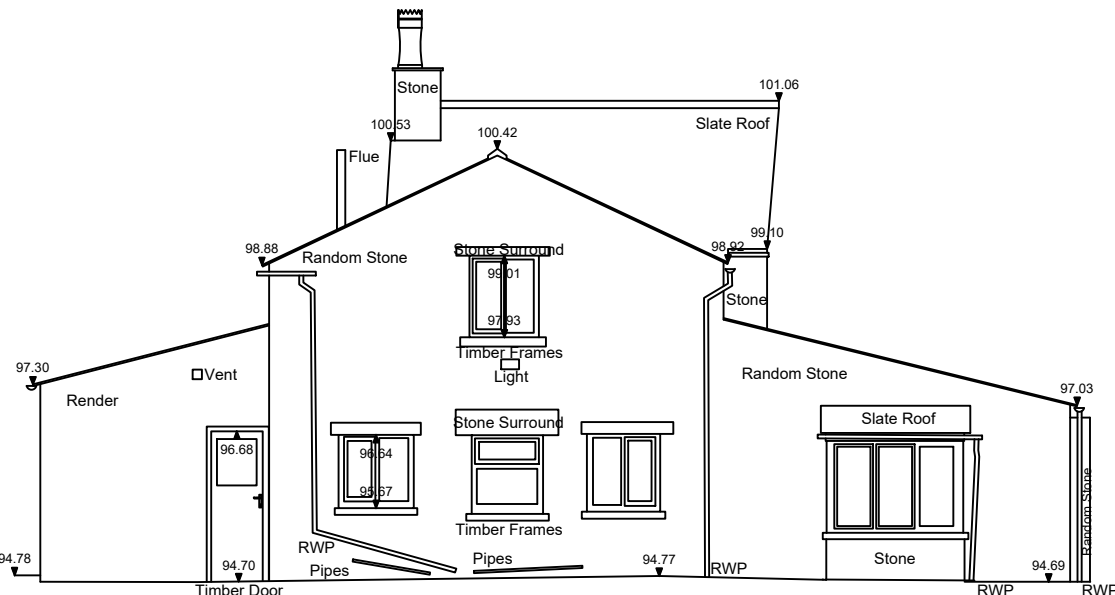 Stone
101.06
100.53
Slate Roof
100.42
Flue
99.10
98.88
98.92
Stone Surround
Random Stone
99.01
Stone
97.93
Timber Frames
97.30
Vent
Light
Random Stone
Render
97.03
Stone Surround
Slate Roof
96.68
96.64
95.67
Random Stone
Timber Frames
RWP
94.78
Pipes
Pipes
94.77
Stone
94.70
RWP
94.69
Timber Door
RWP
RWP